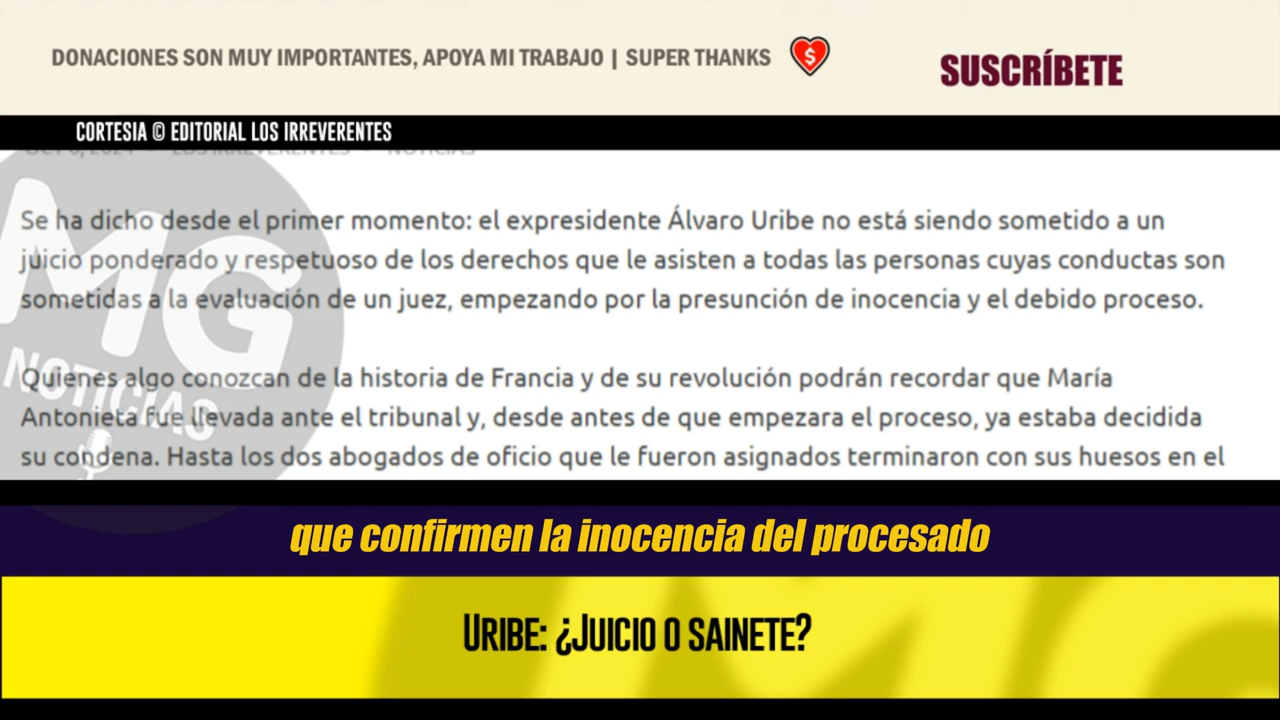 DONACIONES SON MUY IMPORTANTES, APOYA MI TRABAJO | SUPER THANKS
$
SUSCRÍBETE
CORTESIA © EDITORIAL LOS IRREVERENTES
Se ha dicho desde el primer momento: el expresidente Álvaro Uribe no está siendo sometido a un
juicio ponderado y respetuoso de los derechos que le asisten a todas las personas cuyas conductas son
sometidas a la evaluación de un juez, empezando por la presunción de inocencia y el debido proceso.
Quienes algo conozcan de la historia de Francia y de su revolución podrán recordar que María
Antonieta fue llevada ante el tribunal y, desde antes de que empezara el proceso, ya estaba decidida
su condena. Hasta los dos abogados de oficio que le fueron asignados terminaron con sus huesos en el
MG
NOTICIAS
que confirmen la inocencia del procesado
URIBE: ¿JUICIO O SAINETE?